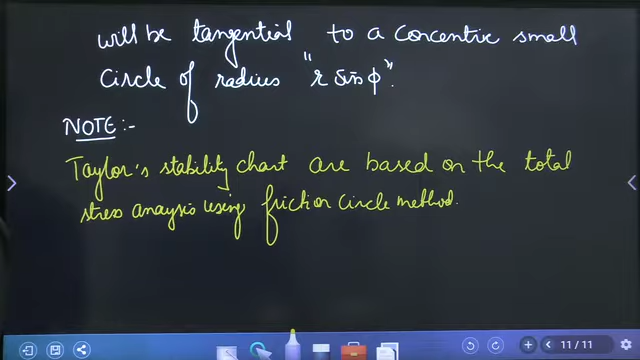 will be tangential to a concentric small
circle of radius "r sin ϕ".
NOTE:-
Taylor's stability chart are based on the total
stress anaysis using friction circle method.
11 / 11